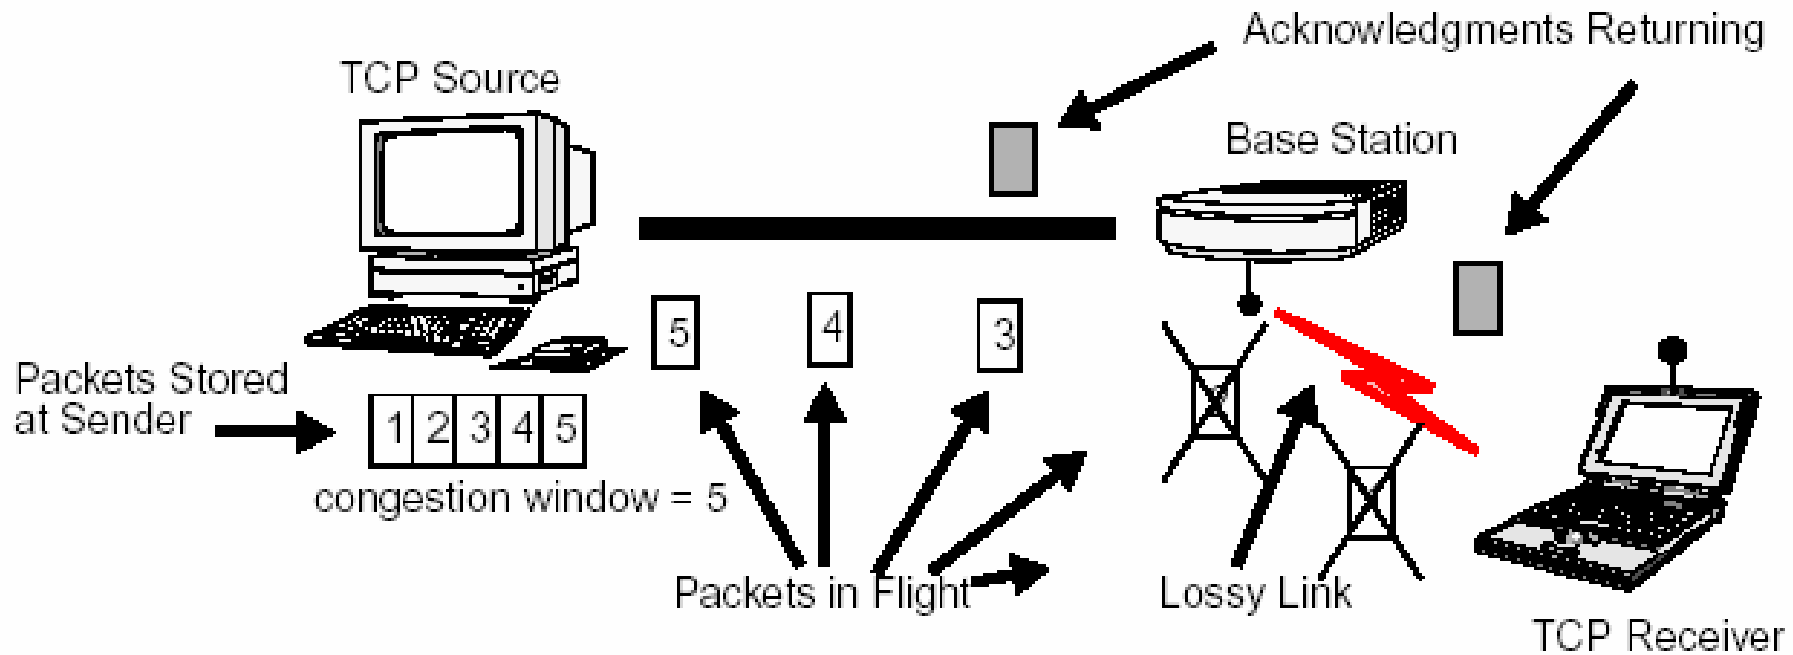 Acknowledgments Returning
TCP Source
Base Station
5
4
3
Packets Stored
at Sender
1 2 3 4 5
congestion window = 5
Packets in Flight
Lossy Link
TCP Receiver